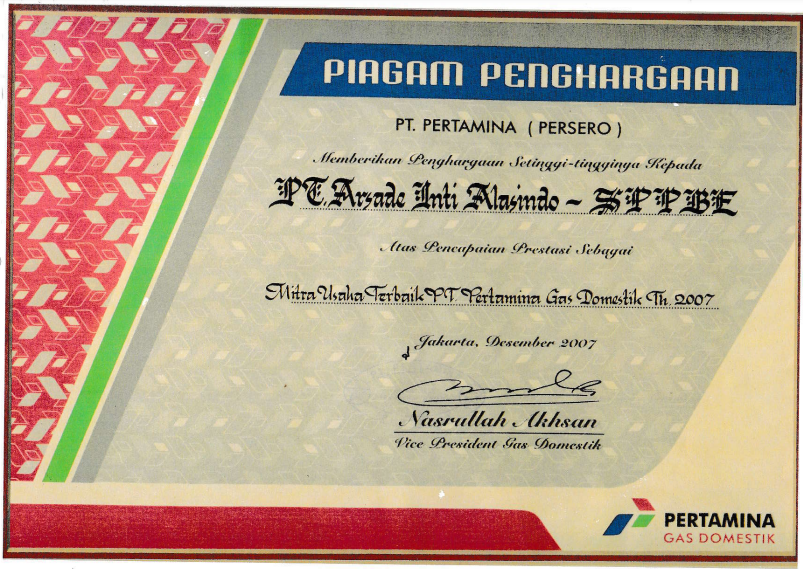 PIAGAM PENGHARGAAN
PT. PERTAMINA ( PERSERO )
Memberikan Penghargaan Setinggi-tingginya Kepada
PT. Arsade Inti Alasindo - SPPBE
Atas Pencapaian Prestasi Sebagai
Mitra Usaha Terbaik PT. Pertamina Gas Domestik Th. 2007
Jakarta, Desember 2007
Nasrullah Akhsan
Vice President Gas Domestik
PERTAMINA
GAS DOMESTIK